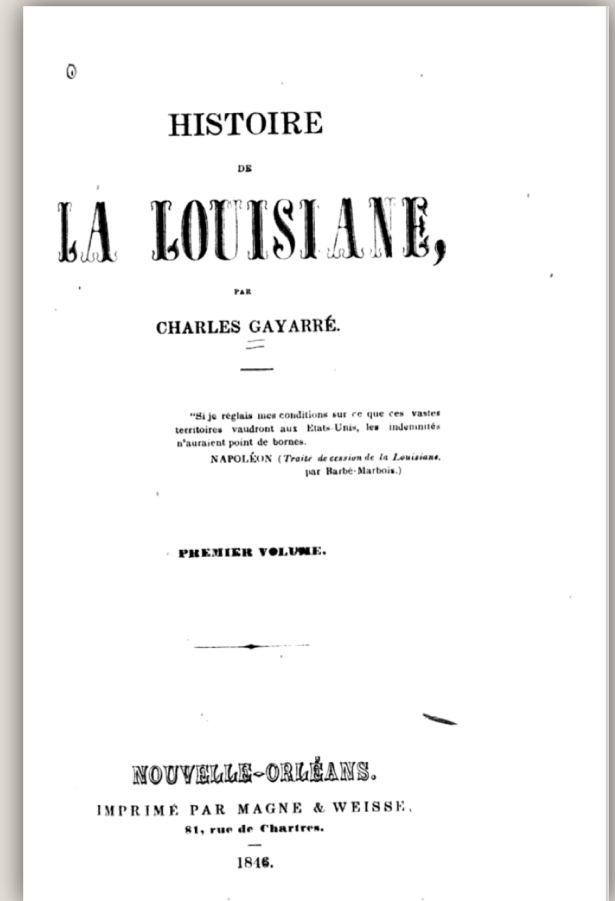 HISTOIRE
DE
LA LOUISIANE,
PAR
CHARLES GAYARRÉ.
"Si je réglais mes conditions sur ce que ces vastes
territoires vaudront aux Etats-Unis, les indemnités
n'auraient point de bornes.
NAPOLÉON (Traité de cession de la Louisiane,
par Barbé-Marbois.)
PREMIER VOLUME.
NOUVELLE-ORLÉANS.
IMPRIMÉ PAR MAGNE & WEISSE,
81, rue de Chartres.
1846.